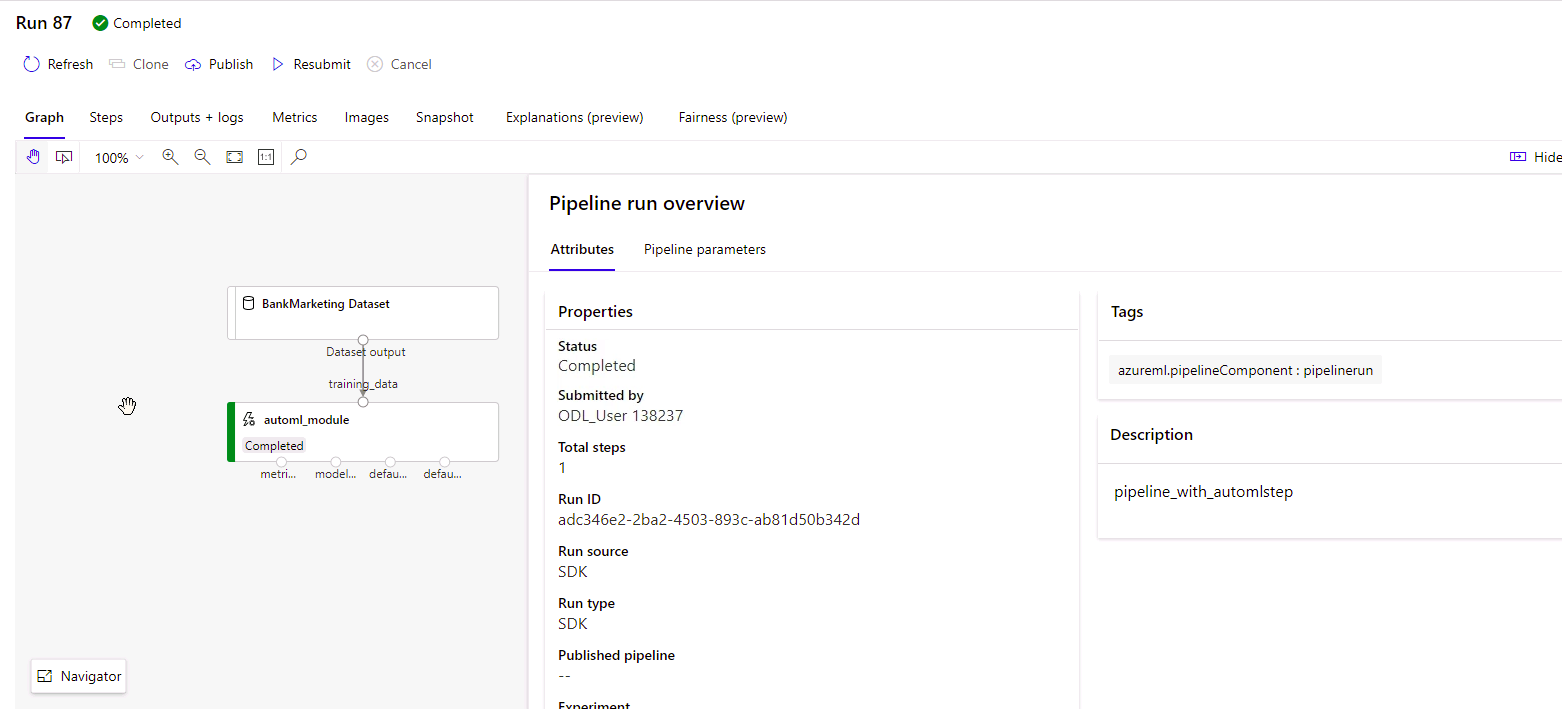 Run 87 Completed
Refresh Clone Publish Resubmit Cancel
Graph Steps Outputs + logs Metrics Images Snapshot Explanations (preview) Fairness (preview)
100% 1:1 Hide
BankMarketing Dataset
Dataset output
training_data
automl_module
Completed
metri... model... defau... defau...
Navigator
Pipeline run overview
Attributes Pipeline parameters
Properties
Status
Completed
Submitted by
ODL_User 138237
Total steps
1
Run ID
adc346e2-2ba2-4503-893c-ab81d50b342d
Run source
SDK
Run type
SDK
Published pipeline
--
Experiment
Tags
azureml.pipelineComponent : pipelinerun
Description
pipeline_with_automlstep